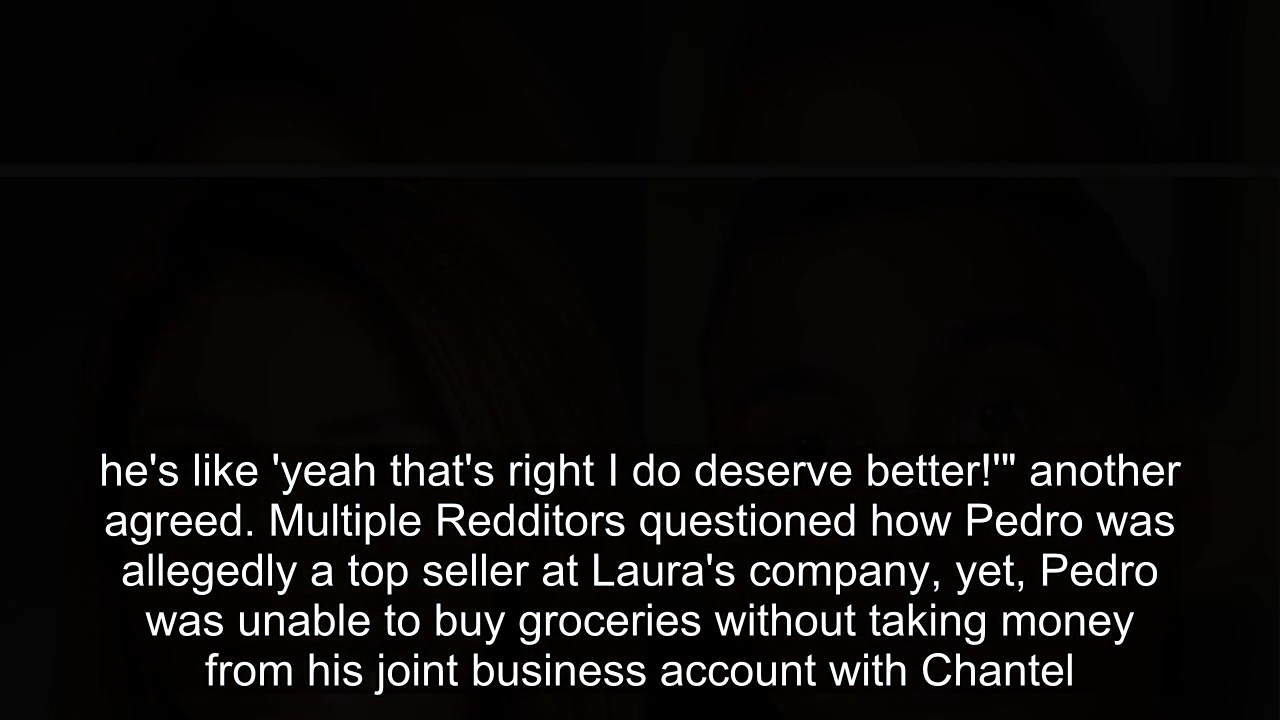 he's like 'yeah that's right I do deserve better!'" another
agreed. Multiple Redditors questioned how Pedro was
allegedly a top seller at Laura's company, yet, Pedro
was unable to buy groceries without taking money
from his joint business account with Chantel